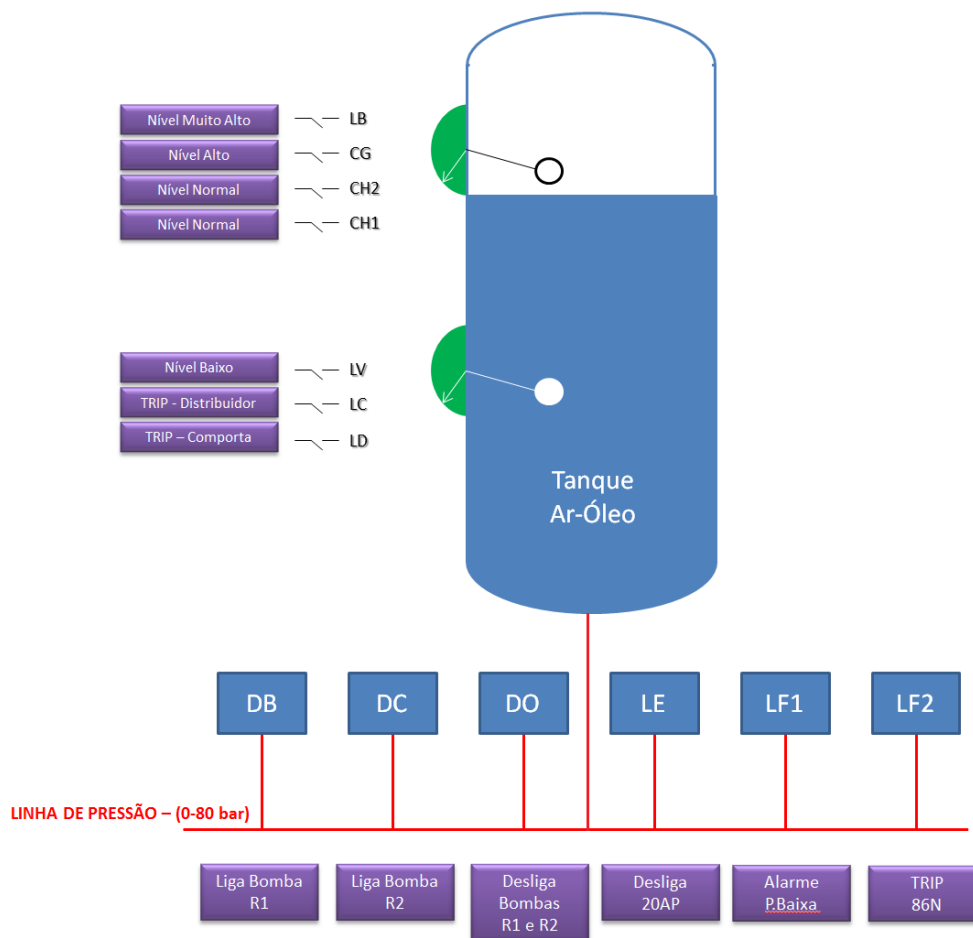 Nível Muito Alto LB
Nível Alto CG
Nível Normal CH2
Nível Normal CH1
Nível Baixo LV
TRIP - Distribuidor LC
TRIP – Comporta LD
Tanque
Ar-Óleo
DB DC DO LE LF1 LF2
LINHA DE PRESSÃO – (0-80 bar)
Liga Bomba
R1
Liga Bomba
R2
Desliga
Bombas
R1 e R2
Desliga
20AP
Alarme
P.Baixa
TRIP
86N